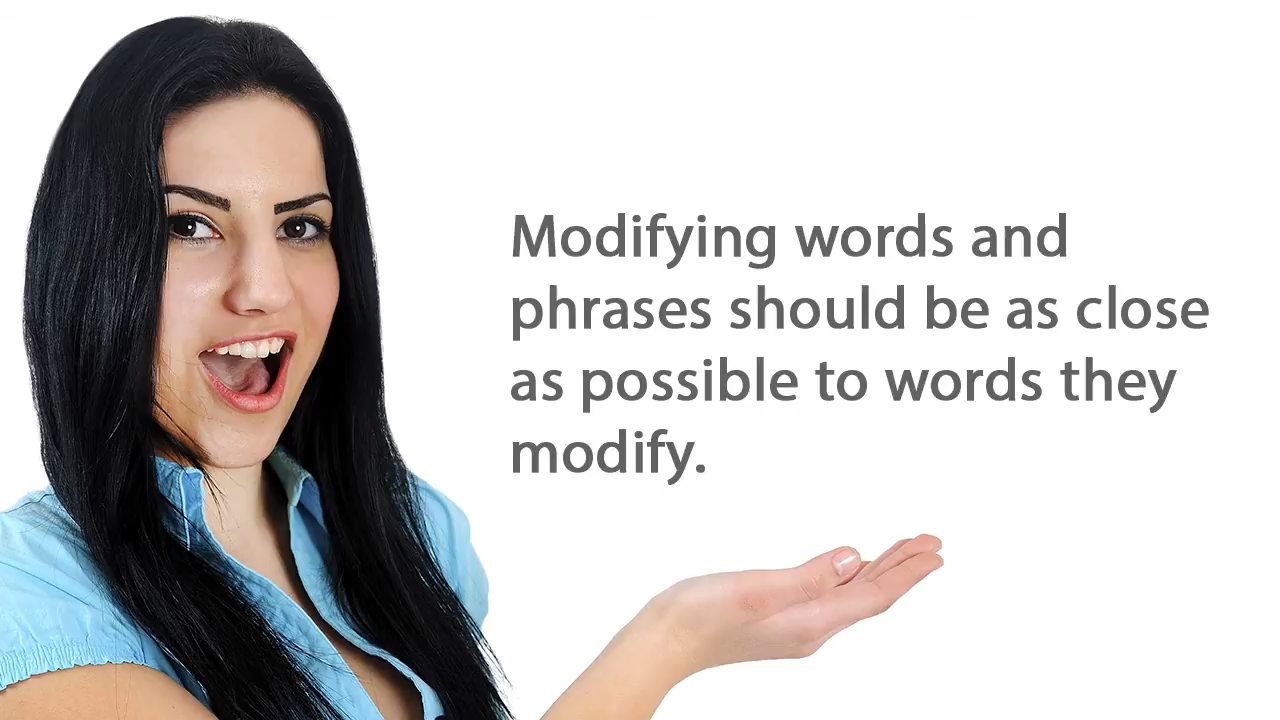 Modifying words and
phrases should be as close
as possible to words they
modify.